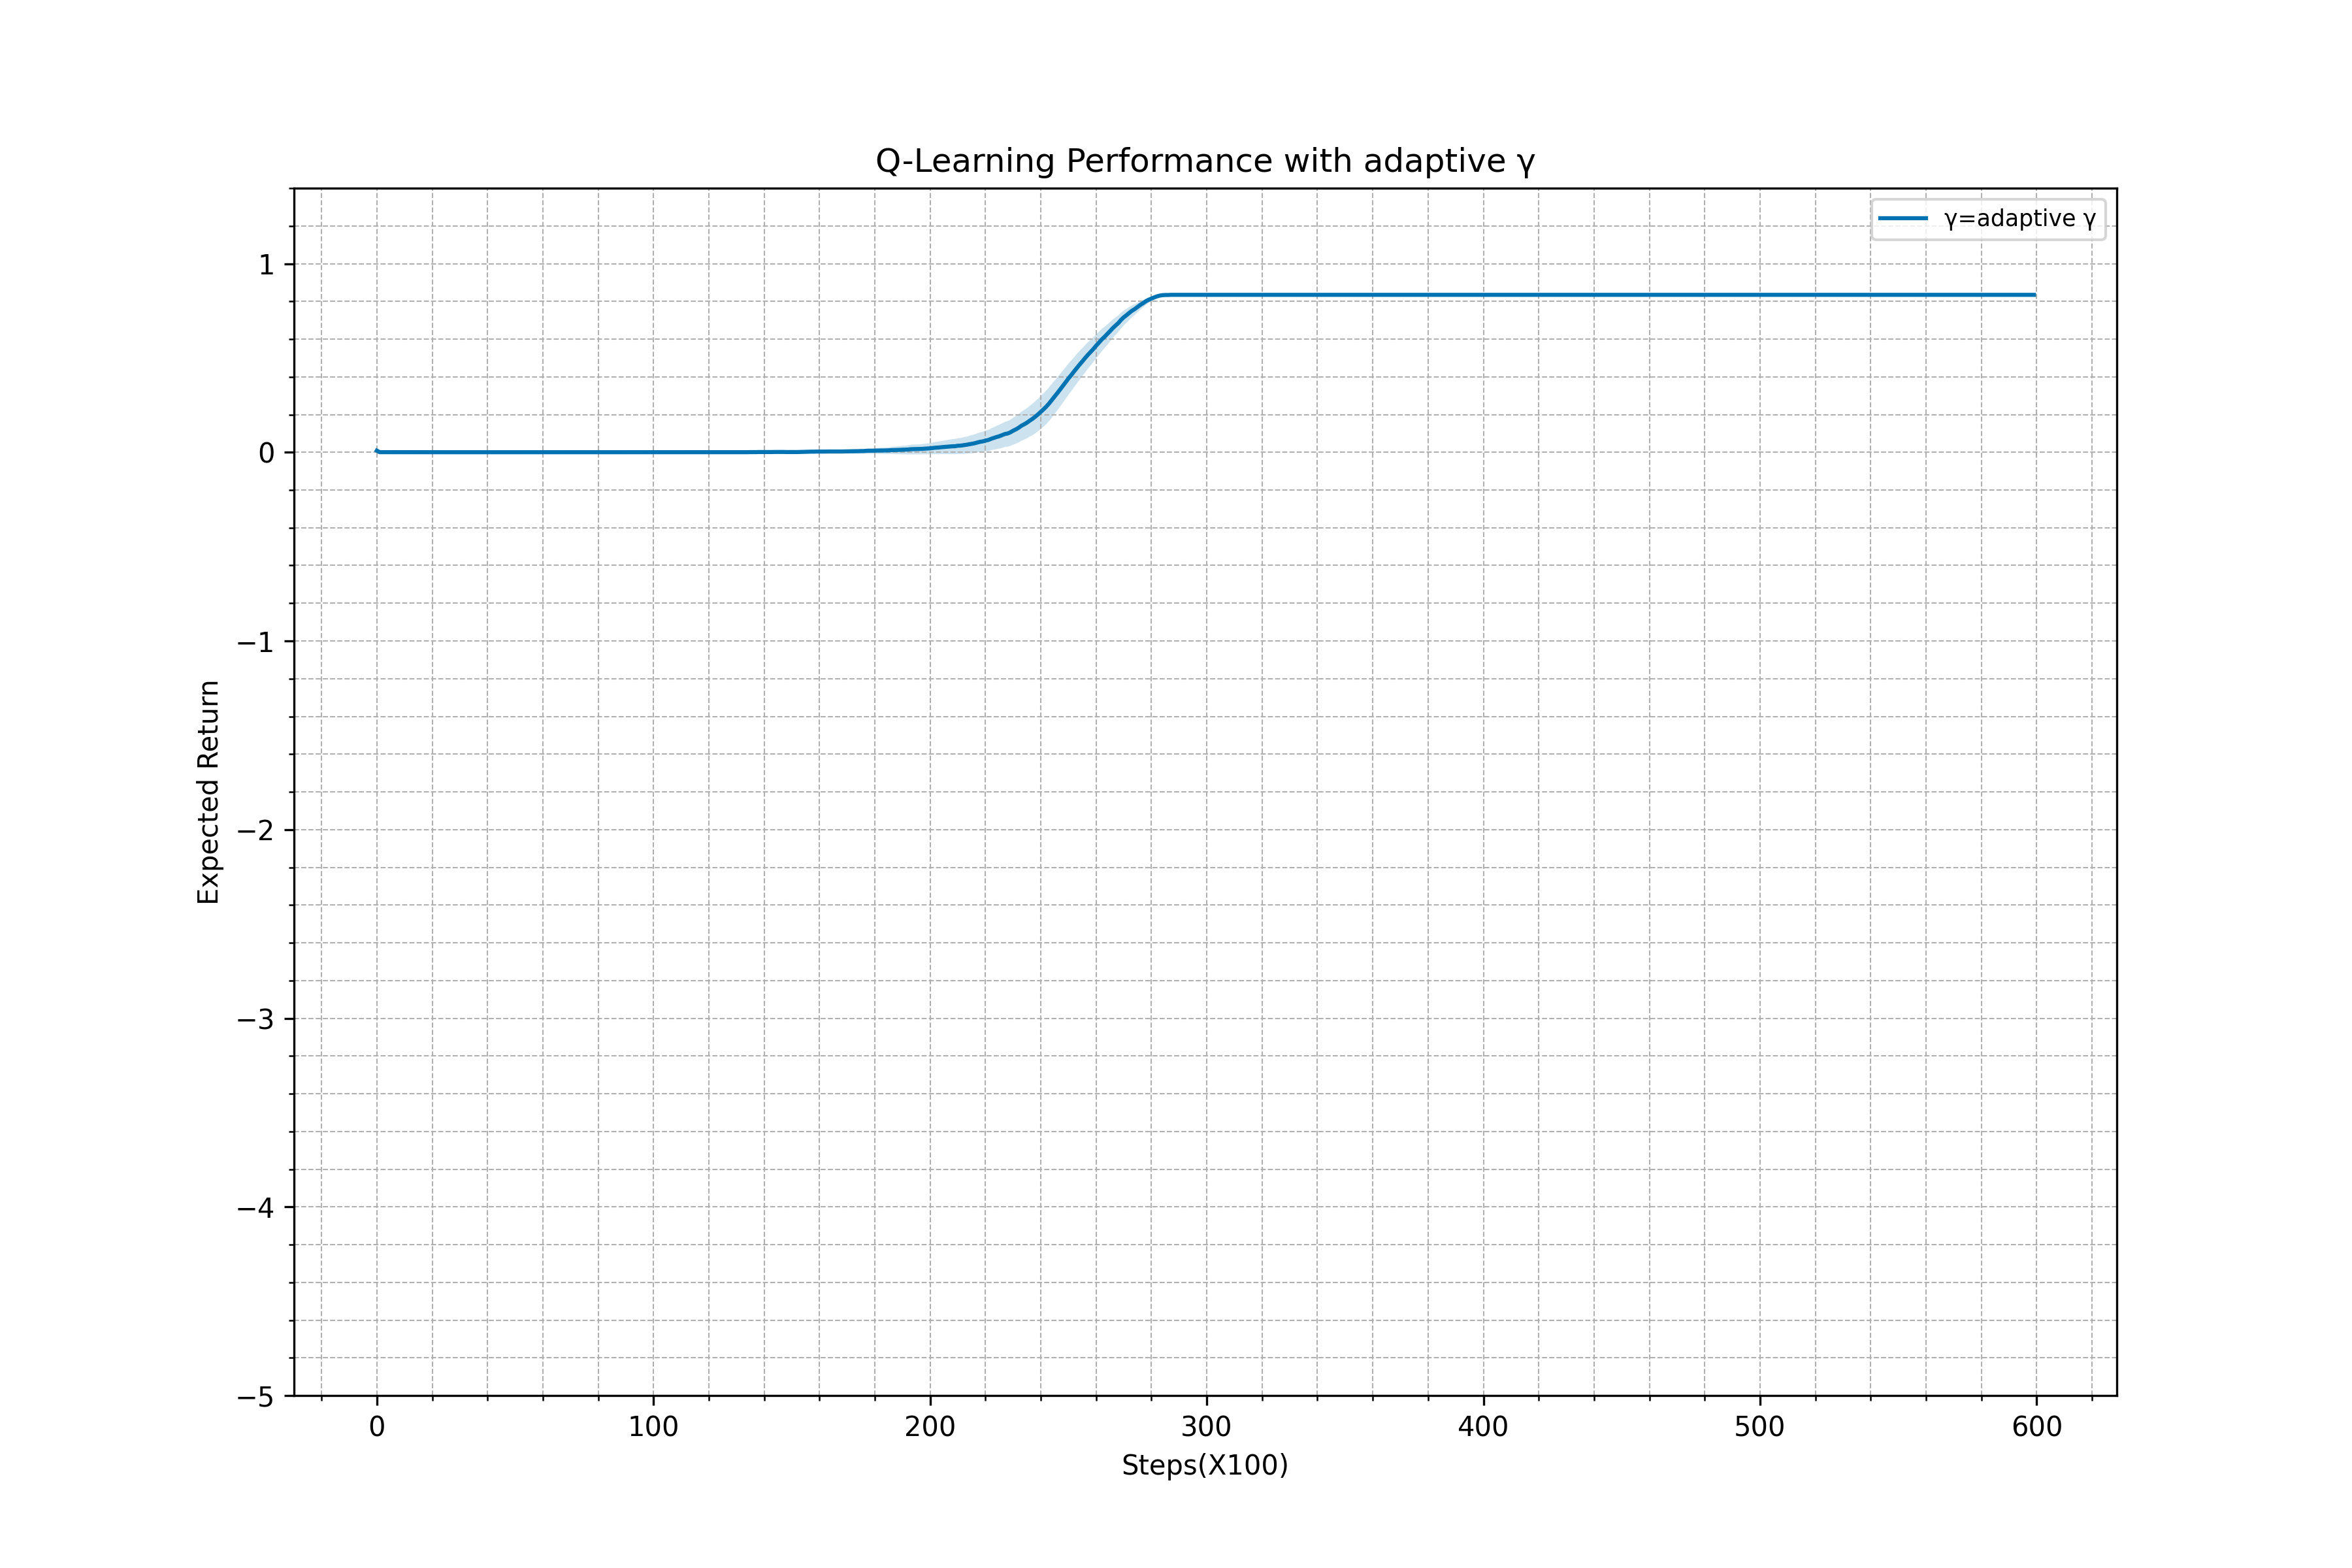 Q-Learning Performance with adaptive γ
γ=adaptive γ
1
0
−1
−2
−3
−4
−5
Expected Return
0 100 200 300 400 500 600
Steps(X100)